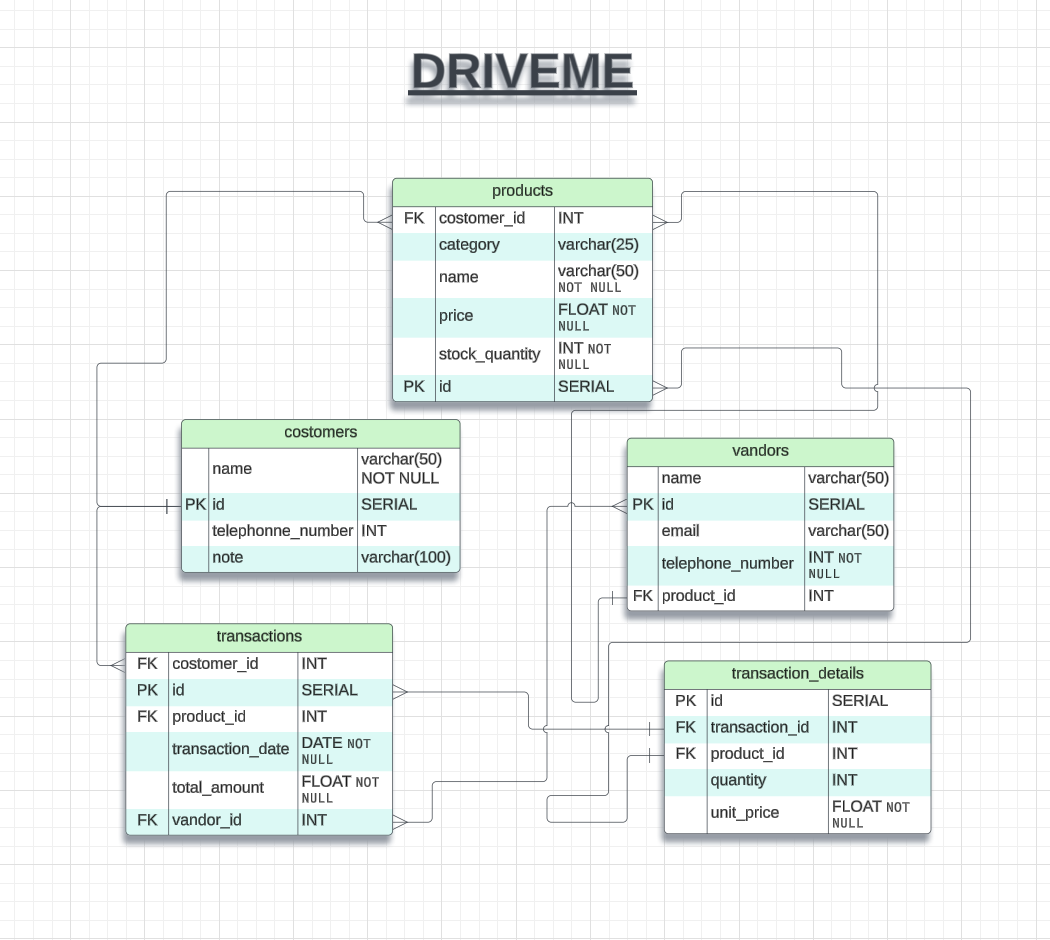 DRIVEME
products
FK costomer_id INT
category varchar(25)
name varchar(50)
NOT NULL
price FLOAT NOT
NULL
stock_quantity INT NOT
NULL
PK id SERIAL
costomers
name varchar(50)
NOT NULL
PK id SERIAL
telephonne_number INT
note varchar(100)
vandors
name varchar(50)
PK id SERIAL
email varchar(50)
telephone_number INT NOT
NULL
FK product_id INT
transactions
FK costomer_id INT
PK id SERIAL
FK product_id INT
transaction_date DATE NOT
NULL
total_amount FLOAT NOT
NULL
FK vandor_id INT
transaction_details
PK id SERIAL
FK transaction_id INT
FK product_id INT
quantity INT
unit_price FLOAT NOT
NULL